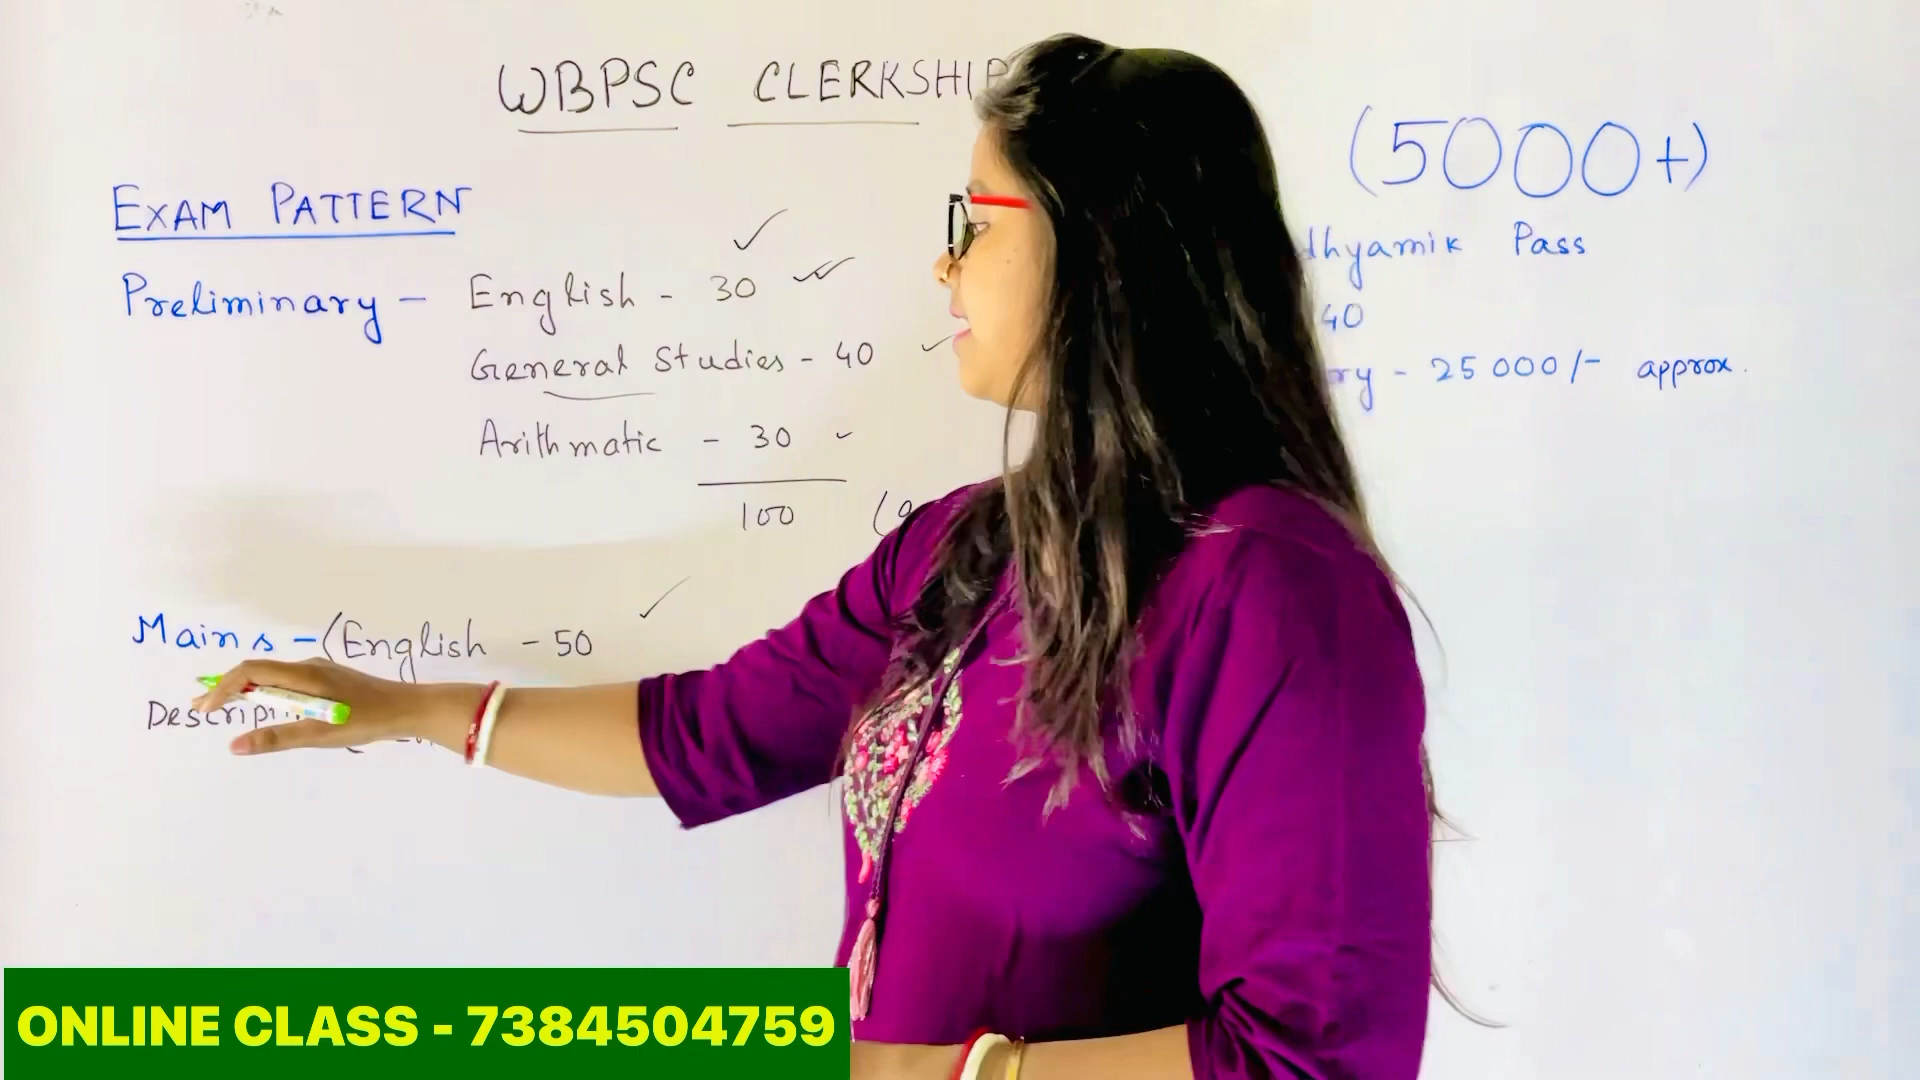 WBPSC CLERKSHIP
(5000+)
EXAM PATTERN
Pass
Preliminary - English - 30
40
General Studies - 40
- 25000/- approx.
Arithmatic - 30
100
Mains - (English - 50
ONLINE CLASS - 7384504759